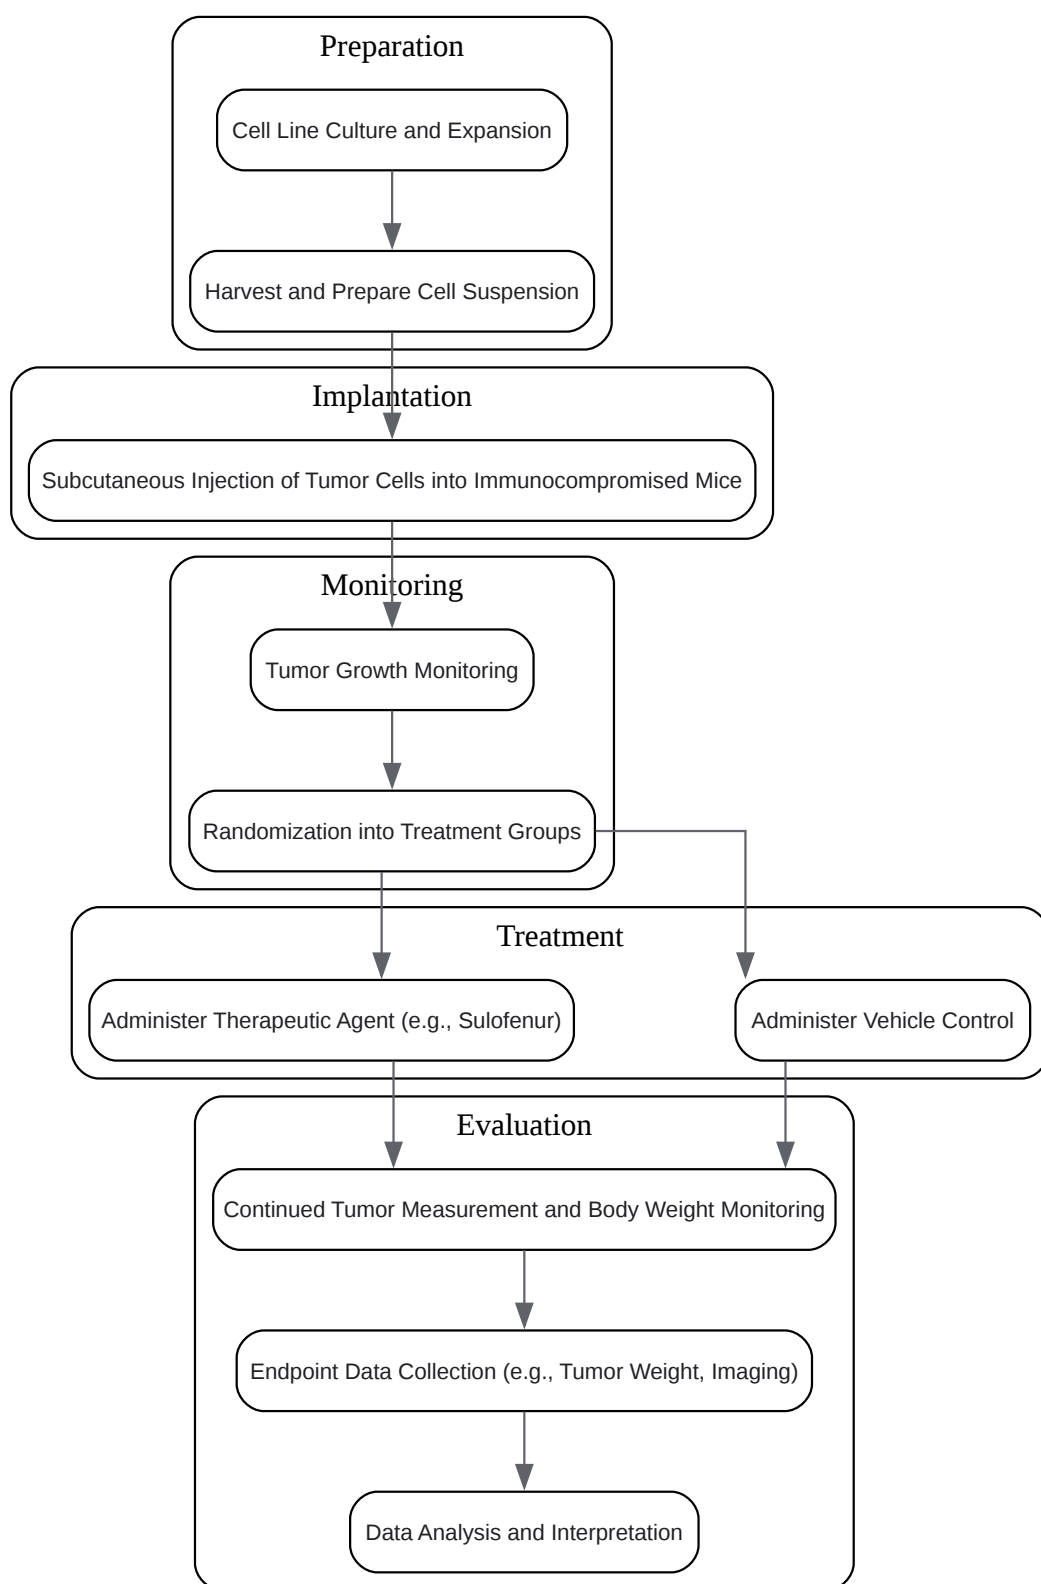 Preparation
Cell Line Culture and Expansion
Harvest and Prepare Cell Suspension
Implantation
Subcutaneous Injection of Tumor Cells into Immunocompromised Mice
Monitoring
Tumor Growth Monitoring
Randomization into Treatment Groups
Treatment
Administer Therapeutic Agent (e.g., Sulofenur)
Administer Vehicle Control
Evaluation
Continued Tumor Measurement and Body Weight Monitoring
Endpoint Data Collection (e.g., Tumor Weight, Imaging)
Data Analysis and Interpretation